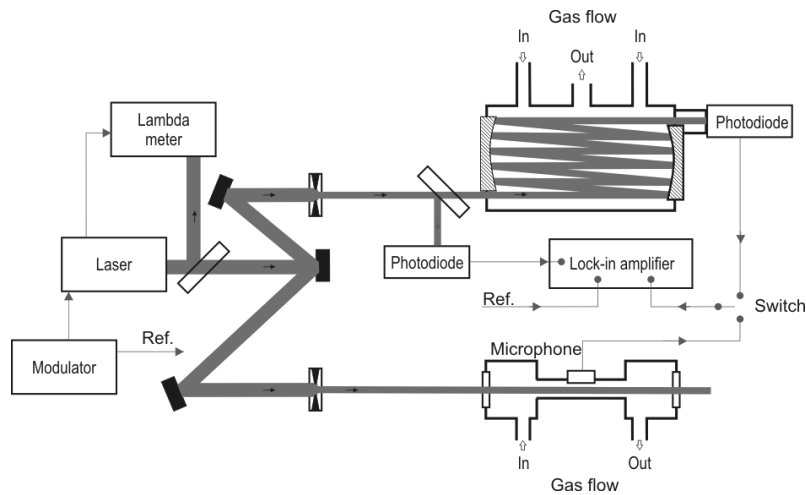 Gas flow
In
Out
In
Lambda
meter
Photodiode
Laser
Photodiode
Lock-in amplifier
Ref.
Switch
Ref.
Microphone
Modulator
In
Out
Gas flow